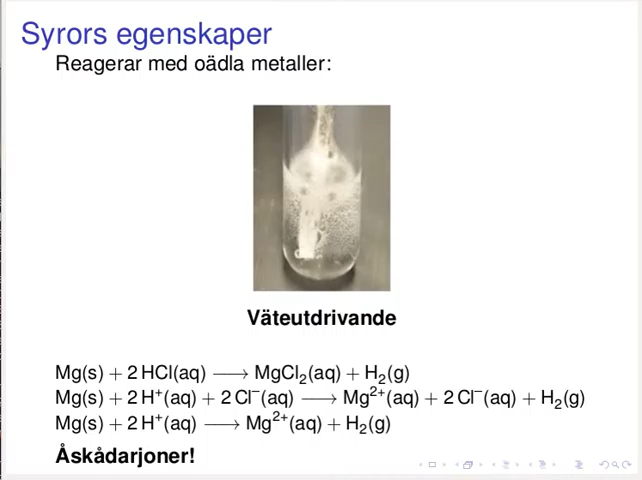 Syrors egenskaper
Reagerar med oädla metaller:
Väteutdrivande
Mg(s) + 2 HCl(aq) ⟶ MgCl₂(aq) + H₂(g)
Mg(s) + 2 H⁺(aq) + 2 Cl⁻(aq) ⟶ Mg²⁺(aq) + 2 Cl⁻(aq) + H₂(g)
Mg(s) + 2 H⁺(aq) ⟶ Mg²⁺(aq) + H₂(g)
Åskådarjoner!